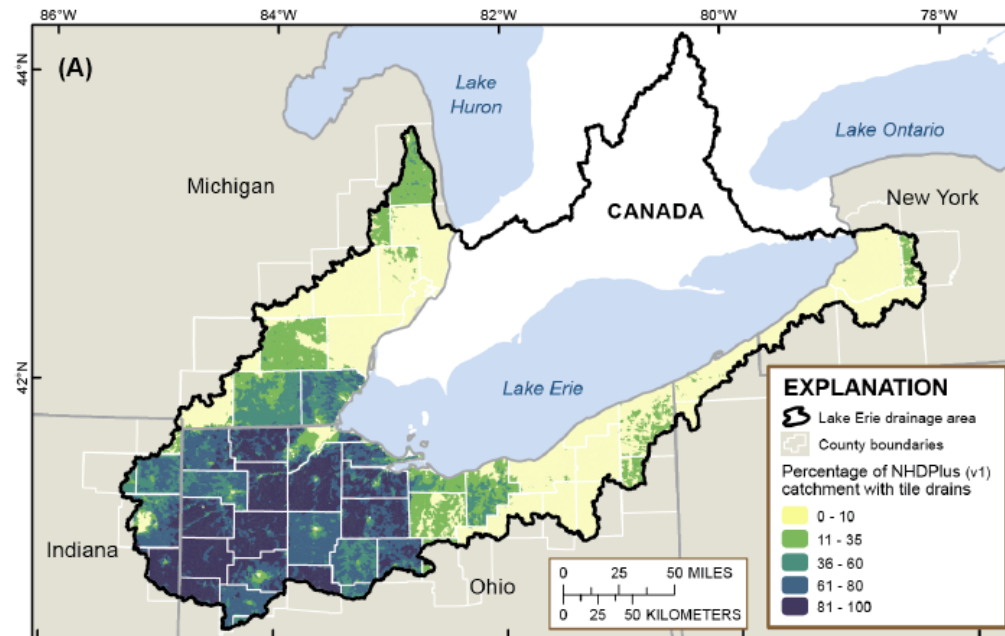 86°W 84°W 82°W 80°W 78°W
44°N
(A)
Lake
Huron
Lake Ontario
Michigan
CANADA
New York
42°N
Lake Erie
EXPLANATION
Lake Erie drainage area
County boundaries
Percentage of NHDPlus (v1)
catchment with tile drains
0 - 10
11 - 35
36 - 60
61 - 80
81 - 100
Indiana
Ohio
0 25 50 MILES
0 25 50 KILOMETERS